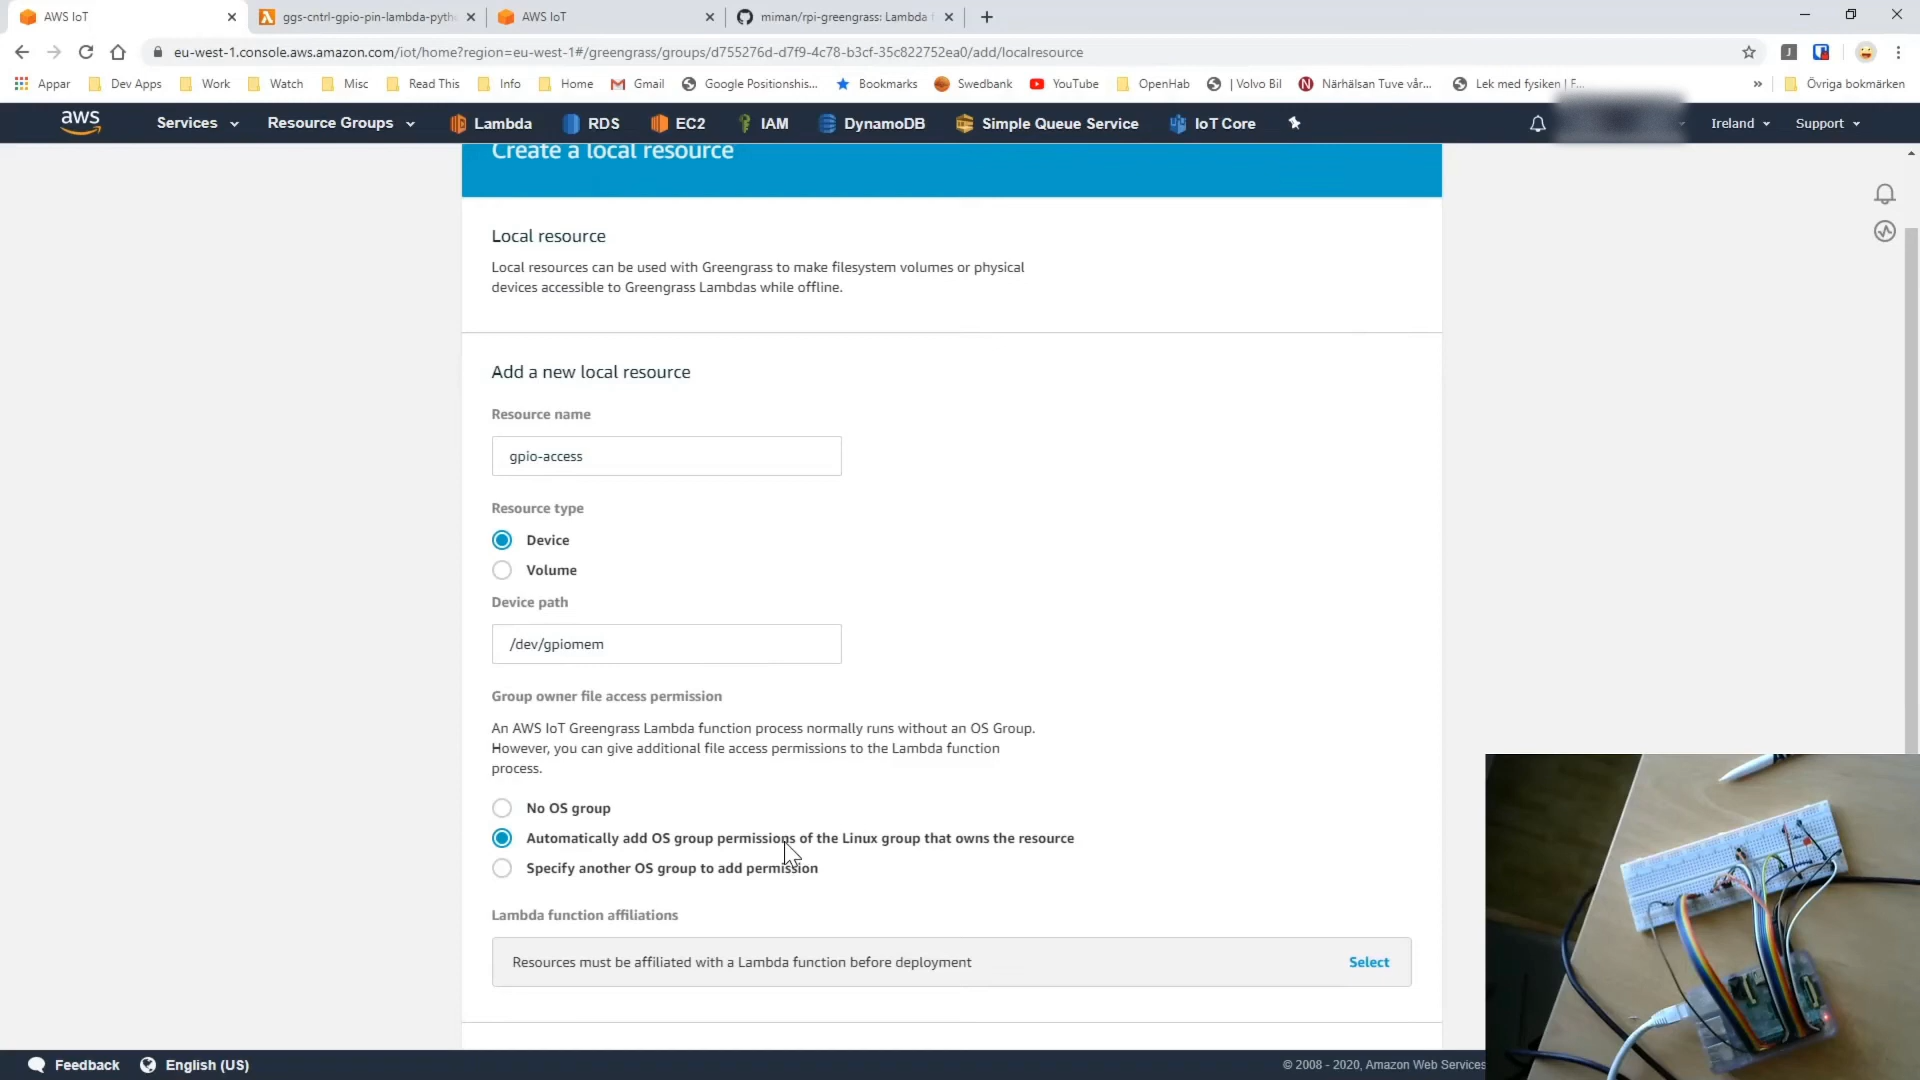 AWS IoT
ggs-cntrl-gpio-pin-lambda-pyth
AWS IoT
miman/rpi-greengrass: Lambda
eu-west-1.console.aws.amazon.com/iot/home?region=eu-west-1#/greengrass/groups/d755276d-d7f9-4c78-b3cf-35c822752ea0/add/localresource
Appar
Dev Apps
Work
Watch
Misc
Read This
Info
Home
Gmail
Google Positionshis...
Bookmarks
Swedbank
YouTube
OpenHab
| Volvo Bil
Närhälsan Tuve vår...
Lek med fysiken | F...
»
Övriga bokmärken
aws
Services
Resource Groups
Lambda
RDS
EC2
IAM
DynamoDB
Simple Queue Service
IoT Core
Ireland
Support
Create a local resource
Local resource
Local resources can be used with Greengrass to make filesystem volumes or physical
devices accessible to Greengrass Lambdas while offline.
Add a new local resource
Resource name
gpio-access
Resource type
Device
Volume
Device path
/dev/gpiomem
Group owner file access permission
An AWS IoT Greengrass Lambda function process normally runs without an OS Group.
However, you can give additional file access permissions to the Lambda function
process.
No OS group
Automatically add OS group permissions of the Linux group that owns the resource
Specify another OS group to add permission
Lambda function affiliations
Resources must be affiliated with a Lambda function before deployment
Select
Feedback
English (US)
© 2008 - 2020, Amazon Web Services